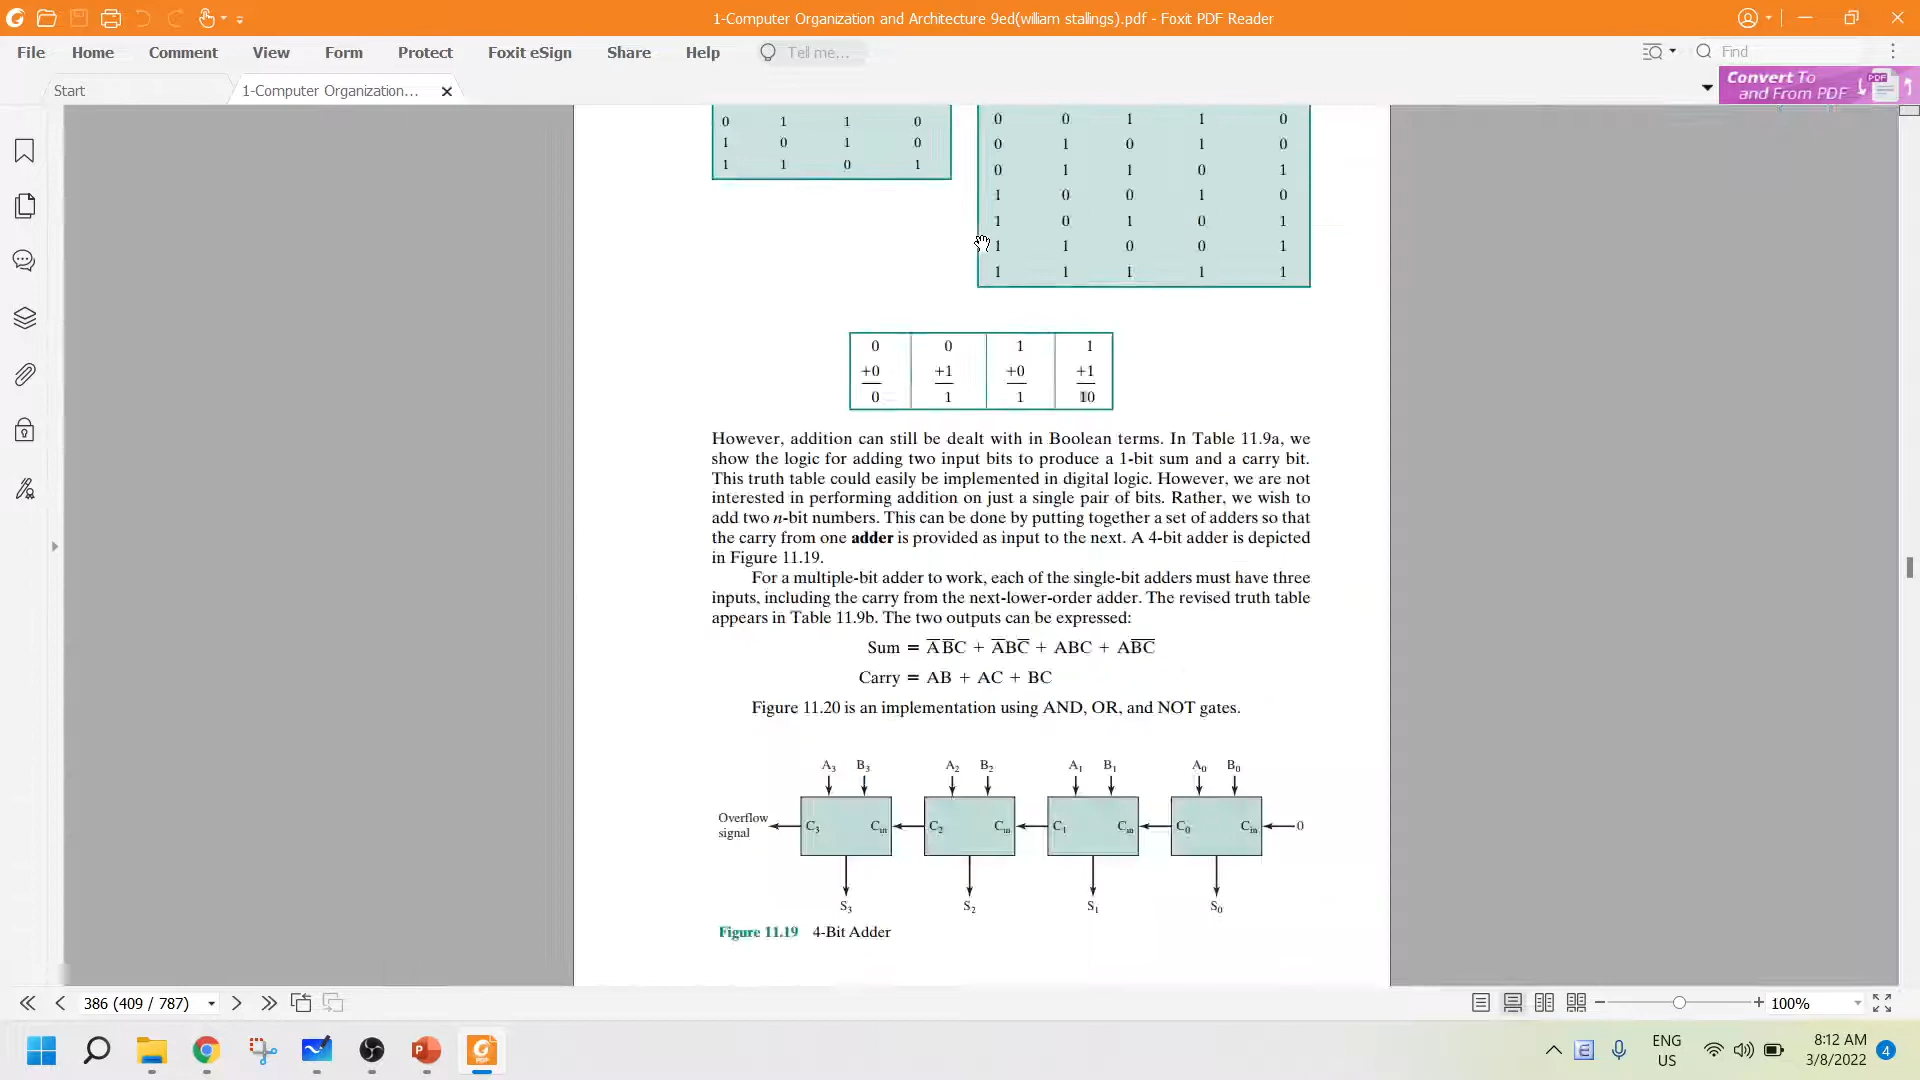 1-Computer Organization and Architecture 9ed(william stallings).pdf - Foxit PDF Reader
File Home Comment View Form Protect Foxit eSign Share Help Tell me... Find
Start 1-Computer Organization... Convert To and From PDF PDF
0 1 1 0
1 0 1 0
1 1 0 1
0 0 1 1 0
0 1 0 1 0
0 1 1 0 1
1 0 0 1 0
1 0 1 0 1
1 1 0 0 1
1 1 1 1 1
0 0 1 1
+0 +1 +0 +1
0 1 1 10
However, addition can still be dealt with in Boolean terms. In Table 11.9a, we
show the logic for adding two input bits to produce a 1-bit sum and a carry bit.
This truth table could easily be implemented in digital logic. However, we are not
interested in performing addition on just a single pair of bits. Rather, we wish to
add two n-bit numbers. This can be done by putting together a set of adders so that
the carry from one adder is provided as input to the next. A 4-bit adder is depicted
in Figure 11.19.
For a multiple-bit adder to work, each of the single-bit adders must have three
inputs, including the carry from the next-lower-order adder. The revised truth table
appears in Table 11.9b. The two outputs can be expressed:
Sum = A̅ B̅C + A̅BC̅ + ABC + AB̅C̅
Carry = AB + AC + BC
Figure 11.20 is an implementation using AND, OR, and NOT gates.
A₃ B₃ A₂ B₂ A₁ B₁ A₀ B₀
Overflow
signal
C₃ Cin C₂ Cin C₁ Cin C₀ Cin 0
S₃ S₂ S₁ S₀
Figure 11.19 4-Bit Adder
386 (409 / 787) 100%
ENG
US
8:12 AM
3/8/2022
4